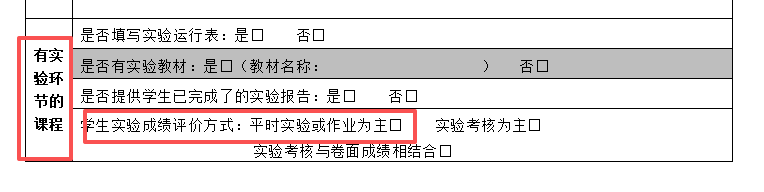 有实验环节的课程
是否填写实验运行表：是□ 否□
是否有实验教材：是□（教材名称： ） 否□
是否提供学生已完成了的实验报告：是□ 否□
学生实验成绩评价方式：平时实验或作业为主□ 实验考核为主□
实验考核与卷面成绩相结合□